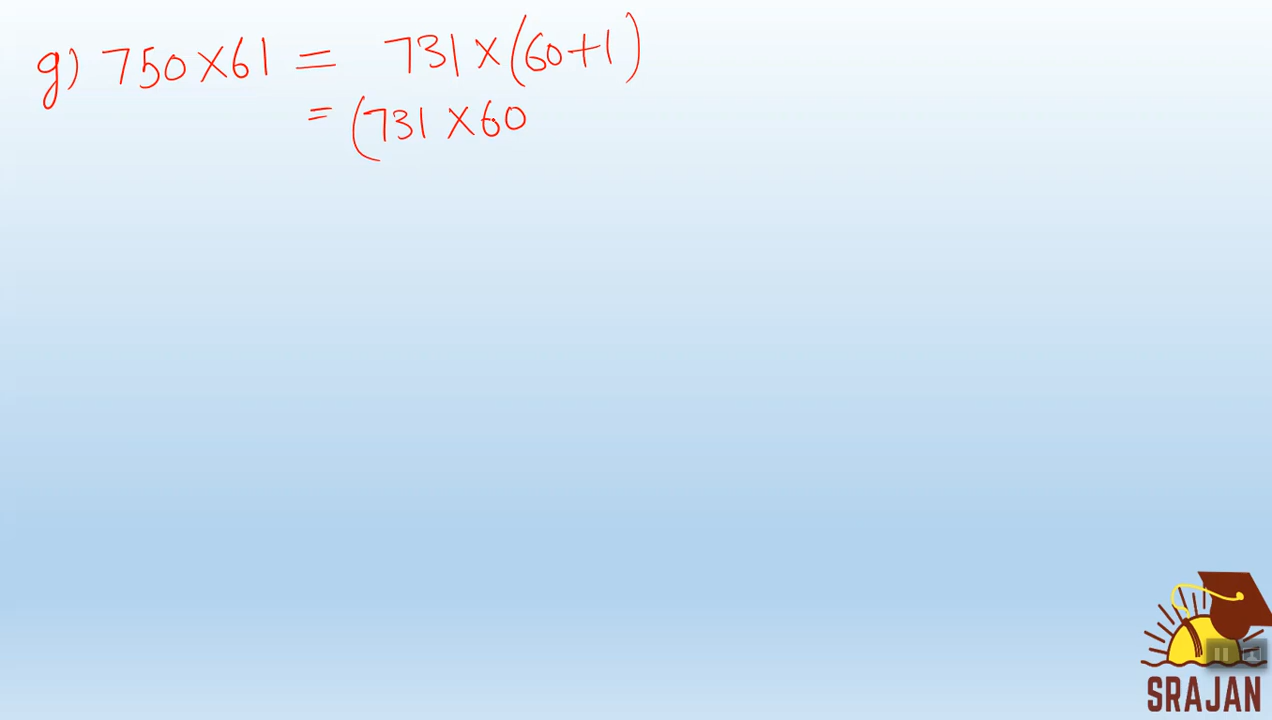 g) 750×61 = 731×(60+1)
= (731×60
SRAJAN